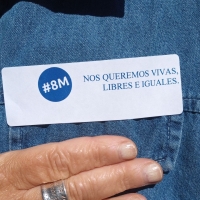 #8M
NOS QUEREMOS VIVAS,
LIBRES E IGUALES.